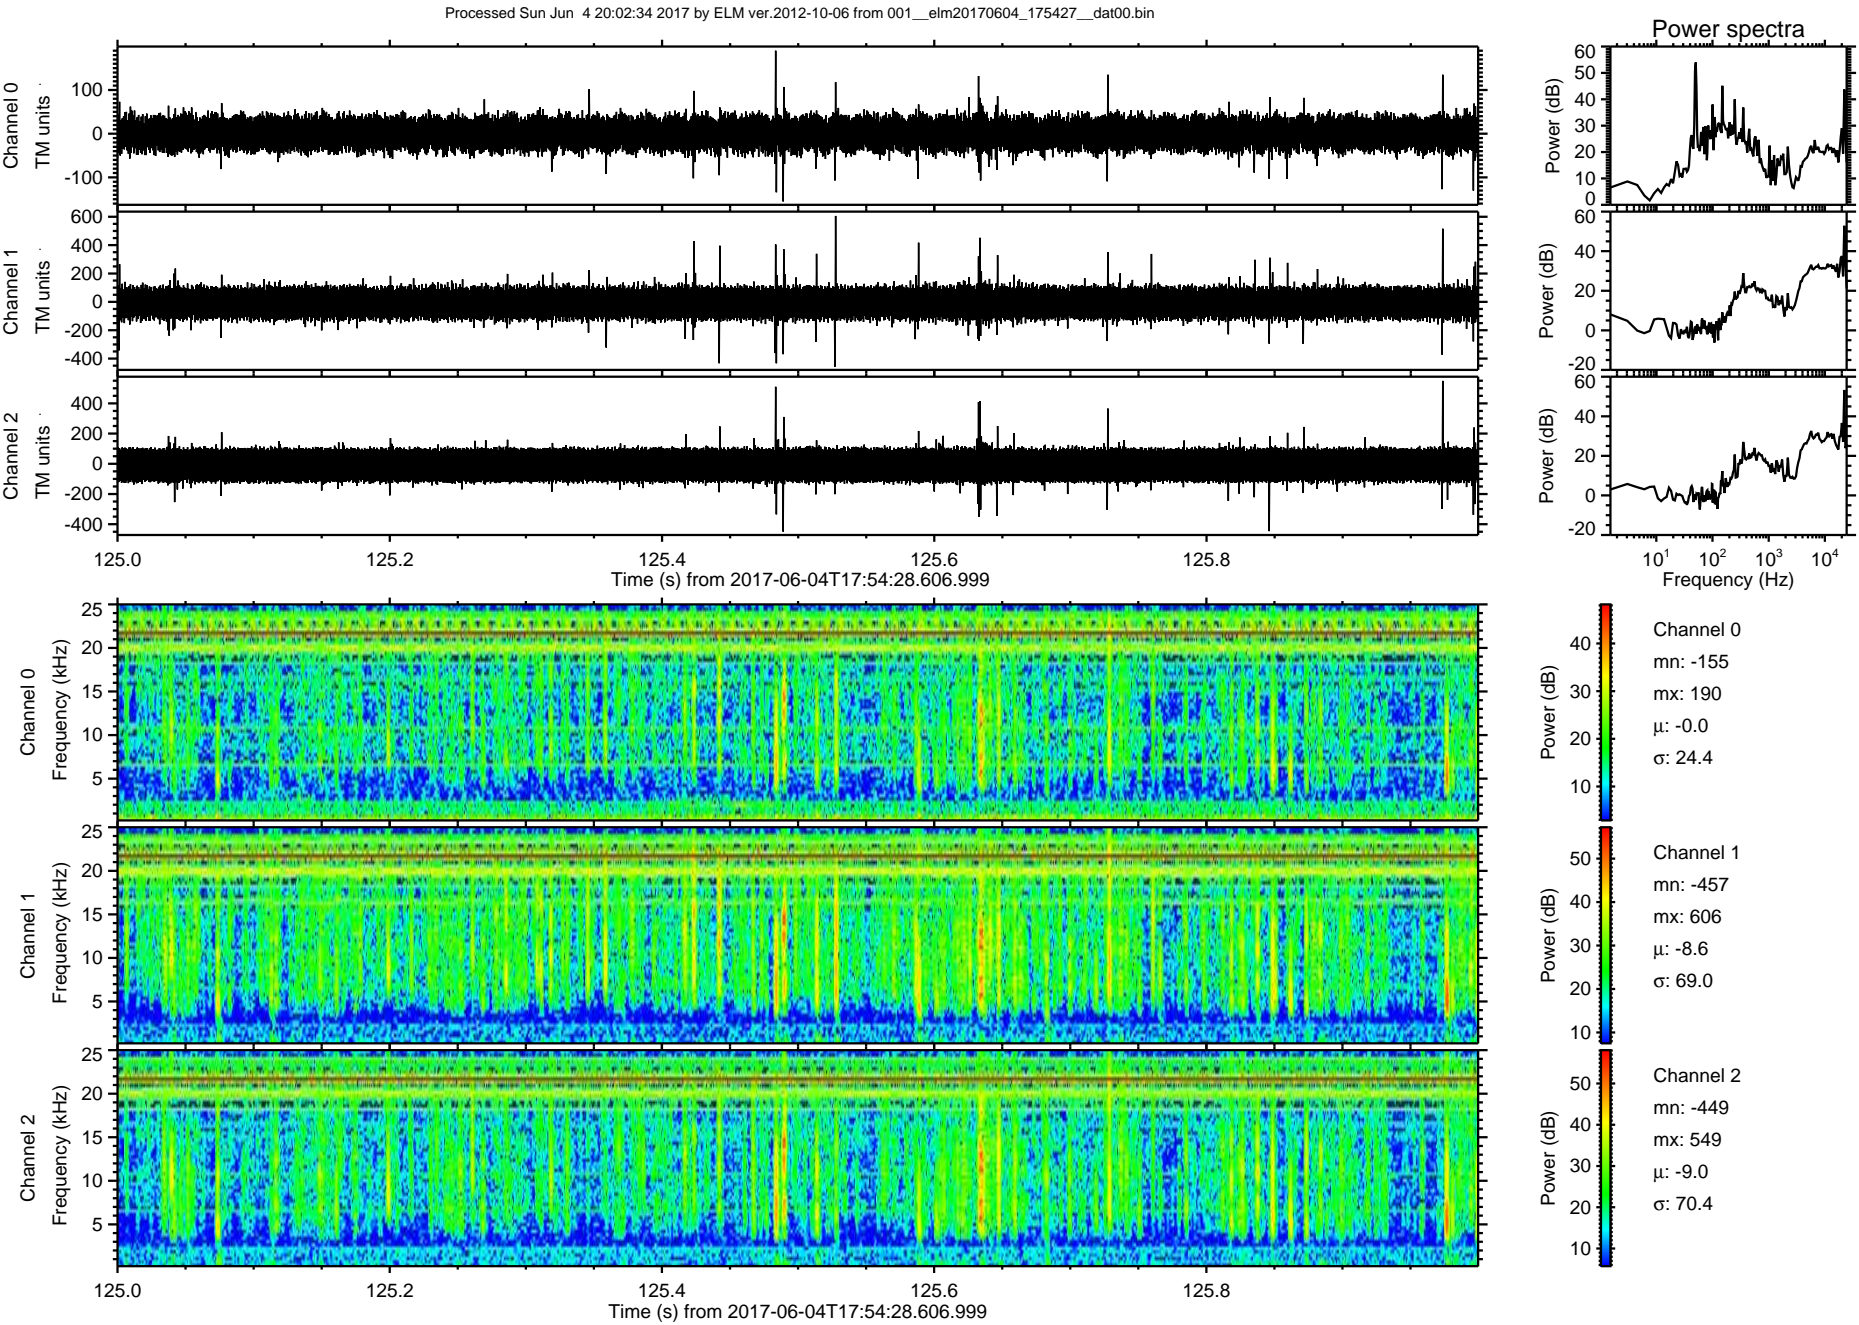 Processed Sun Jun  4 20:02:34 2017 by ELM ver.2012-10-06 from 001__elm20170604_175427__dat00.bin
Power spectra
Channel 0
TM units
100
0
-100
Power (dB)
60
50
40
30
20
10
0
Channel 1
TM units
600
400
200
0
-200
-400
Power (dB)
60
40
20
0
-20
Channel 2
TM units
400
200
0
-200
-400
Power (dB)
60
40
20
0
-20
125.0 125.2 125.4 125.6 125.8
Time (s) from 2017-06-04T17:54:28.606.999
10¹ 10² 10³ 10⁴
Frequency (Hz)
Channel 0
Frequency (kHz)
25
20
15
10
5
Power (dB)
40
30
20
10
Channel 0
mn: -155
mx: 190
µ: -0.0
σ: 24.4
Channel 1
Frequency (kHz)
25
20
15
10
5
Power (dB)
50
40
30
20
10
Channel 1
mn: -457
mx: 606
µ: -8.6
σ: 69.0
Channel 2
Frequency (kHz)
25
20
15
10
5
Power (dB)
50
40
30
20
10
Channel 2
mn: -449
mx: 549
µ: -9.0
σ: 70.4
125.0 125.2 125.4 125.6 125.8
Time (s) from 2017-06-04T17:54:28.606.999